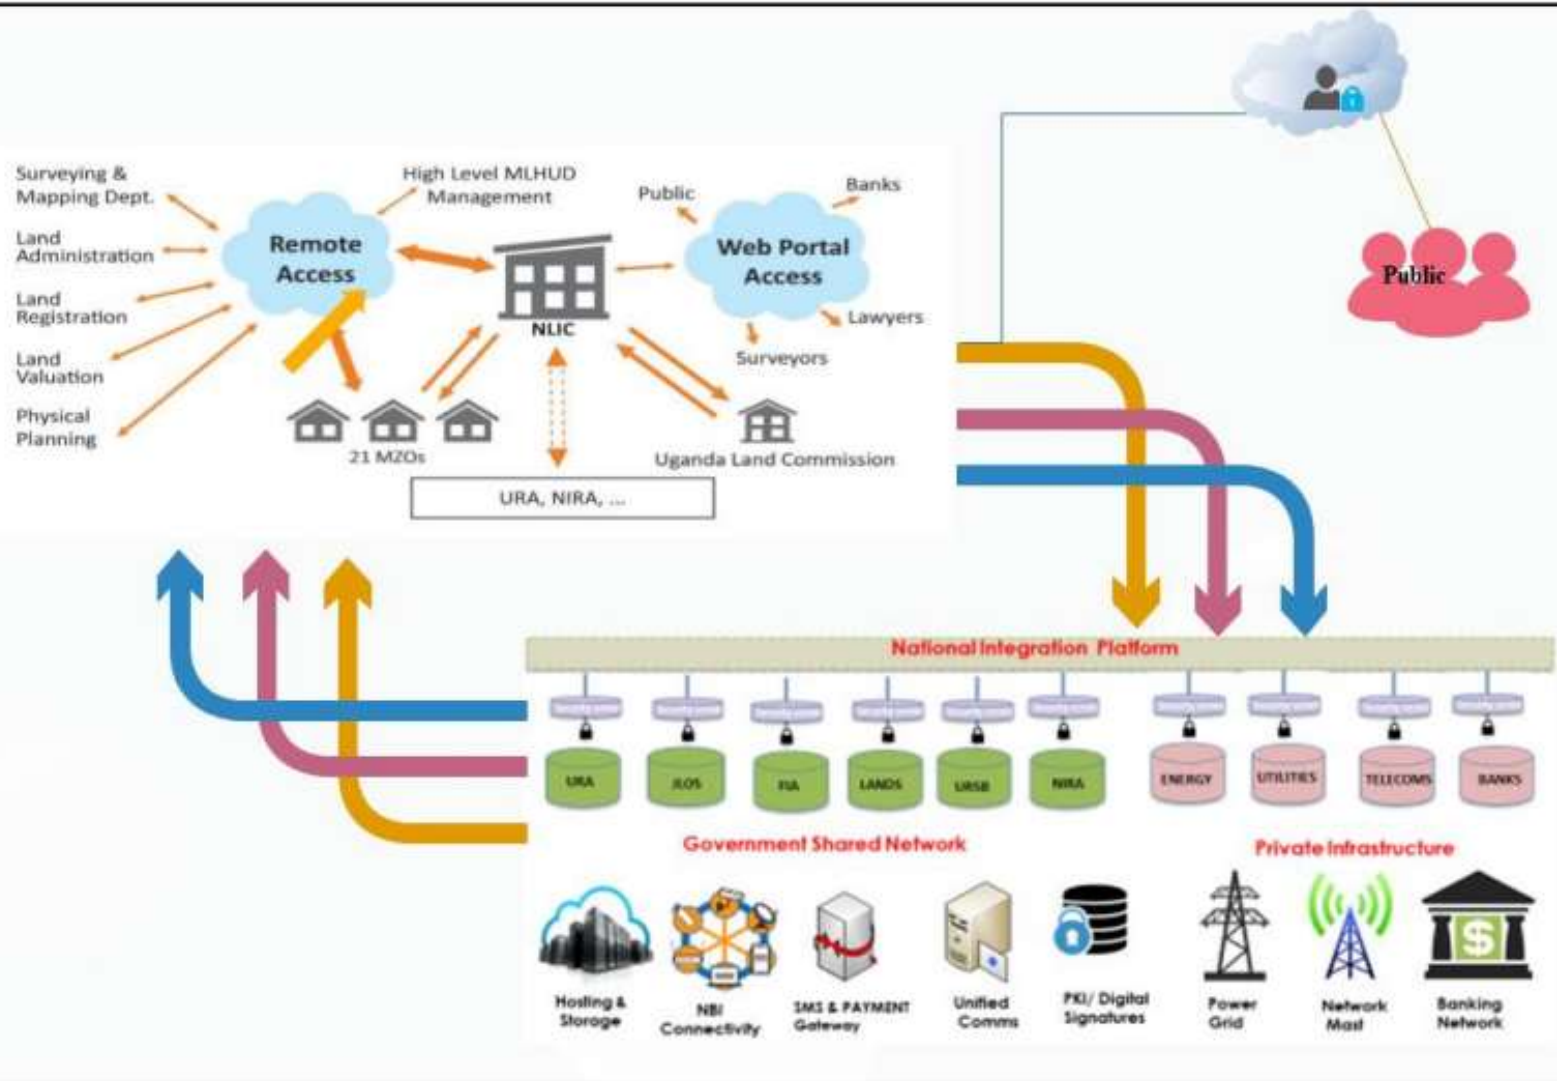 Surveying &
Mapping Dept.
Land
Administration
Land
Registration
Land
Valuation
Physical
Planning
Remote
Access
High Level MLHUD
Management
NLIC
21 MZOs
Public
Banks
Web Portal
Access
Lawyers
Surveyors
Uganda Land Commission
URA, NIRA, ...
Public
National Integration Platform
URA
JLOS
FIA
LANDS
URSB
NIRA
ENERGY
UTILITIES
TELECOMS
BANKS
Government Shared Network
Private Infrastructure
Hosting &
Storage
NBI
Connectivity
SMS & PAYMENT
Gateway
Unified
Comms
PKI/ Digital
Signatures
Power
Grid
Network
Mast
Banking
Network